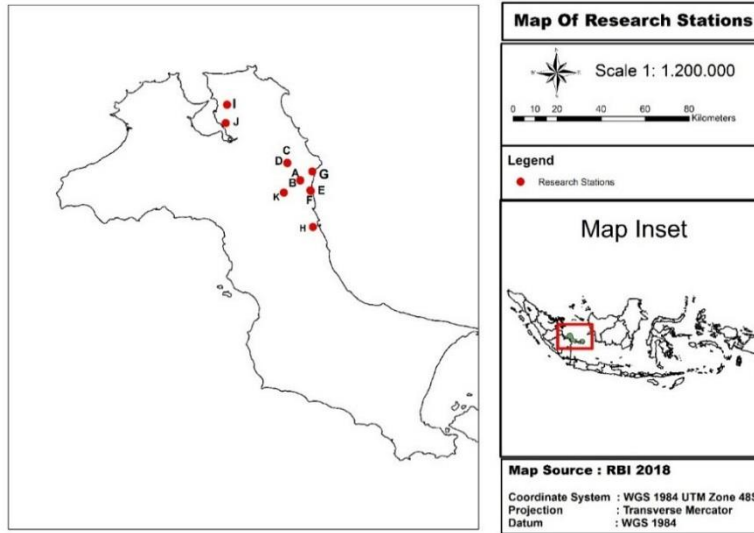 I
J
C
D
A
G
B
E
K
F
H
Map Of Research Stations
Scale 1: 1.200.000
0 10 20 40 60 80
Kilometers
Legend
Research Stations
Map Inset
Map Source : RBI 2018
Coordinate System : WGS 1984 UTM Zone 48S
Projection : Transverse Mercator
Datum : WGS 1984